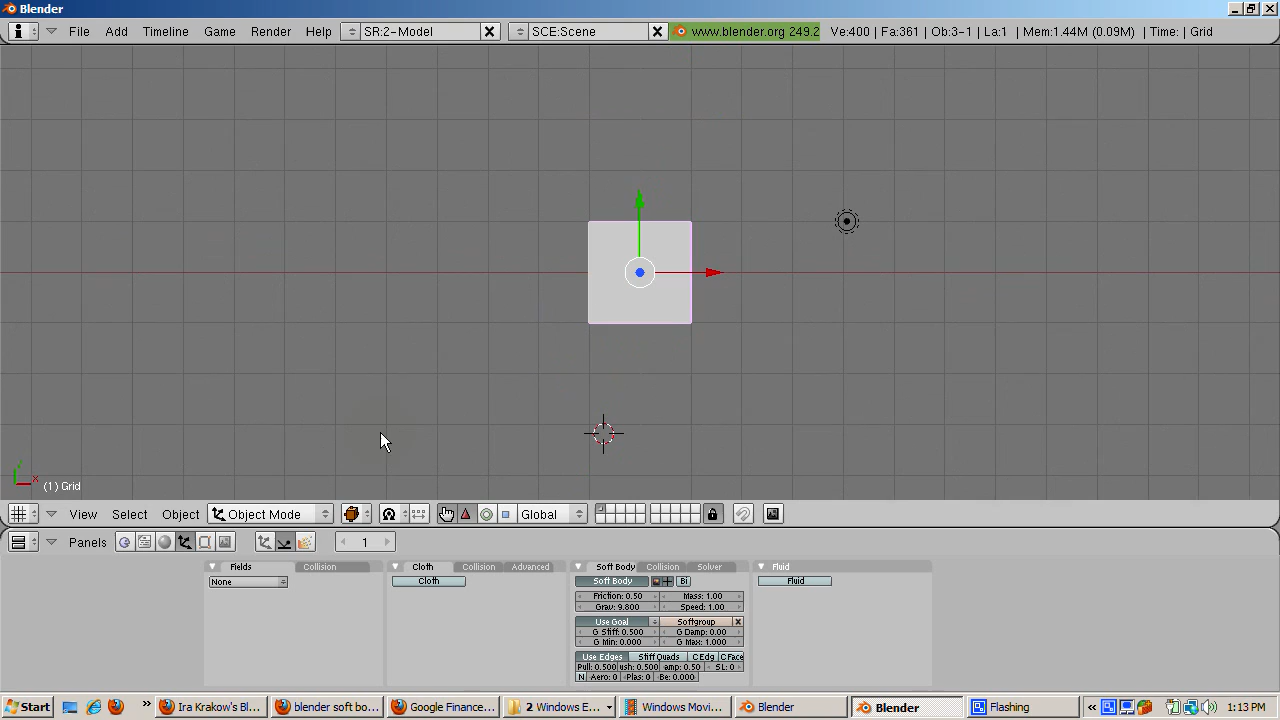 Blender
File Add Timeline Game Render Help SR:2-Model SCE:Scene www.blender.org 249.2 Ve:400 | Fa:361 | Ob:3-1 | La:1 | Mem:1.44M (0.09M) | Time: | Grid
(1) Grid
View Select Object Object Mode Global
Panels 1
Fields Collision Cloth Collision Advanced Soft Body Collision Solver Fluid
None Cloth Soft Body Bi Fluid
Friction: 0.50 Mass: 1.00
Grav: 9.800 Speed: 1.00
Use Goal Softgroup
G Stiff: 0.500 G Damp: 0.00
G Min: 0.000 G Max: 1.000
Use Edges Stiff Quads C Edg C Face
Pull: 0.500 ush: 0.500 amp: 0.50 SL: 0
N Aero: 0 Plas: 0 Be: 0.000
Start » Ira Krakow's Bl... blender soft bo... Google Finance... 2 Windows E... Windows Movi... Blender Blender Flashing « 1:13 PM